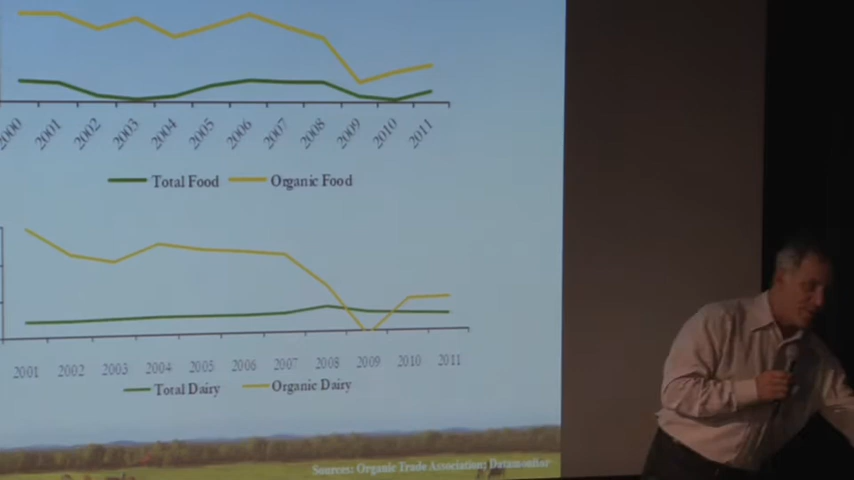 2000 2001 2002 2003 2004 2005 2006 2007 2008 2009 2010 2011
Total Food Organic Food
2001 2002 2003 2004 2005 2006 2007 2008 2009 2010 2011
Total Dairy Organic Dairy
Sources: Organic Trade Association; Datamonitor